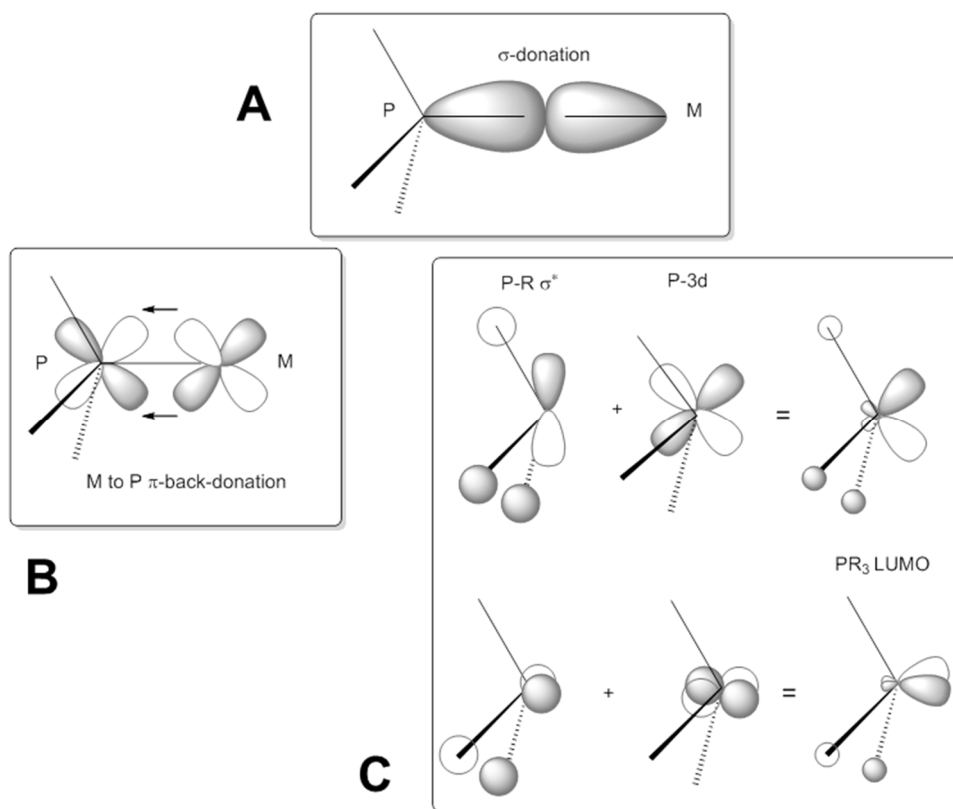 A
σ-donation
P
M
B
P
M
M to P π-back-donation
C
P-R σ*
P-3d
+
=
PR₃ LUMO
+
=